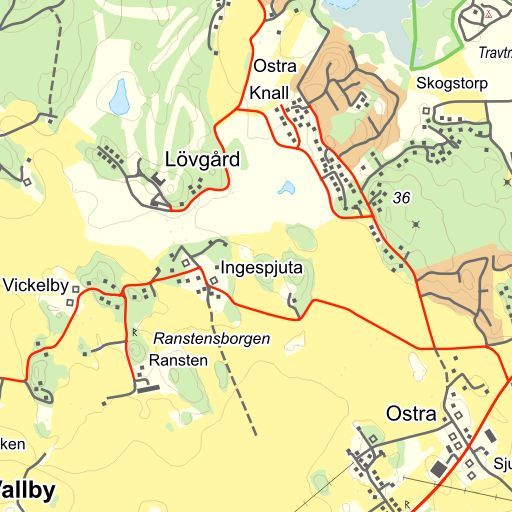 Ostra
Knall
Travtr
Skogstorp
Lövgård
36
Ingespjuta
Vickelby
Ranstensborgen
Ransten
R
R
Ostra
ken
Sju
Vallby